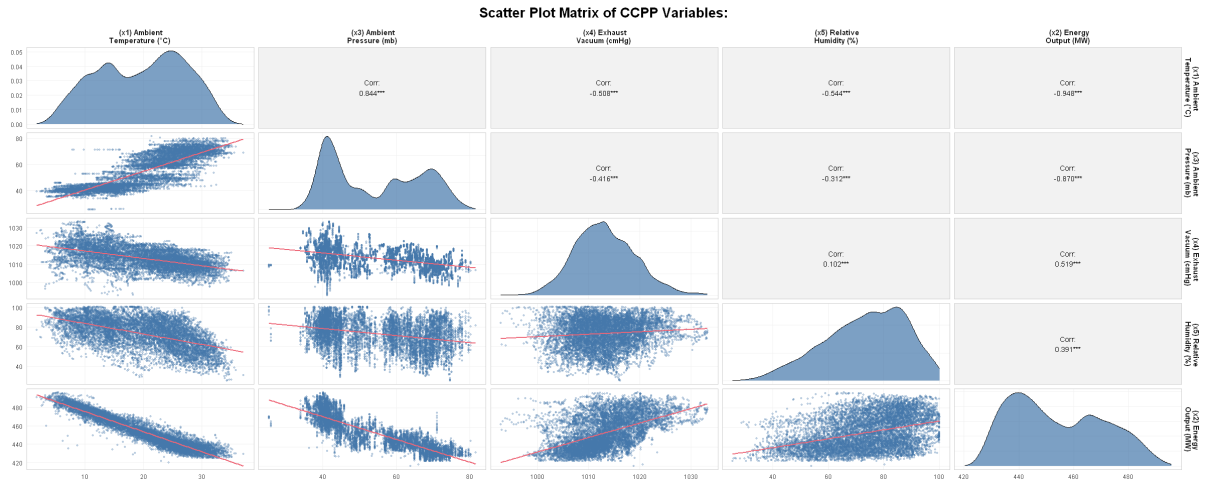 Scatter Plot Matrix of CCPP Variables:
(x1) Ambient
Temperature (°C)
(x3) Ambient
Pressure (mb)
(x4) Exhaust
Vacuum (cmHg)
(x5) Relative
Humidity (%)
(x2) Energy
Output (MW)
0.05
0.04
0.03
0.02
0.01
0.00
Corr:
0.844***
Corr:
-0.508***
Corr:
-0.544***
Corr:
-0.948***
(x1) Ambient
Temperature (°C)
80
60
40
Corr:
-0.416***
Corr:
-0.312***
Corr:
-0.870***
(x3) Ambient
Pressure (mb)
1030
1020
1010
1000
Corr:
0.102***
Corr:
0.519***
(x4) Exhaust
Vacuum (cmHg)
100
80
60
40
Corr:
0.391***
(x5) Relative
Humidity (%)
480
460
440
420
(x2) Energy
Output (MW)
10 20 30 40 60 80 1000 1010 1020 1030 40 60 80 100 420 440 460 480